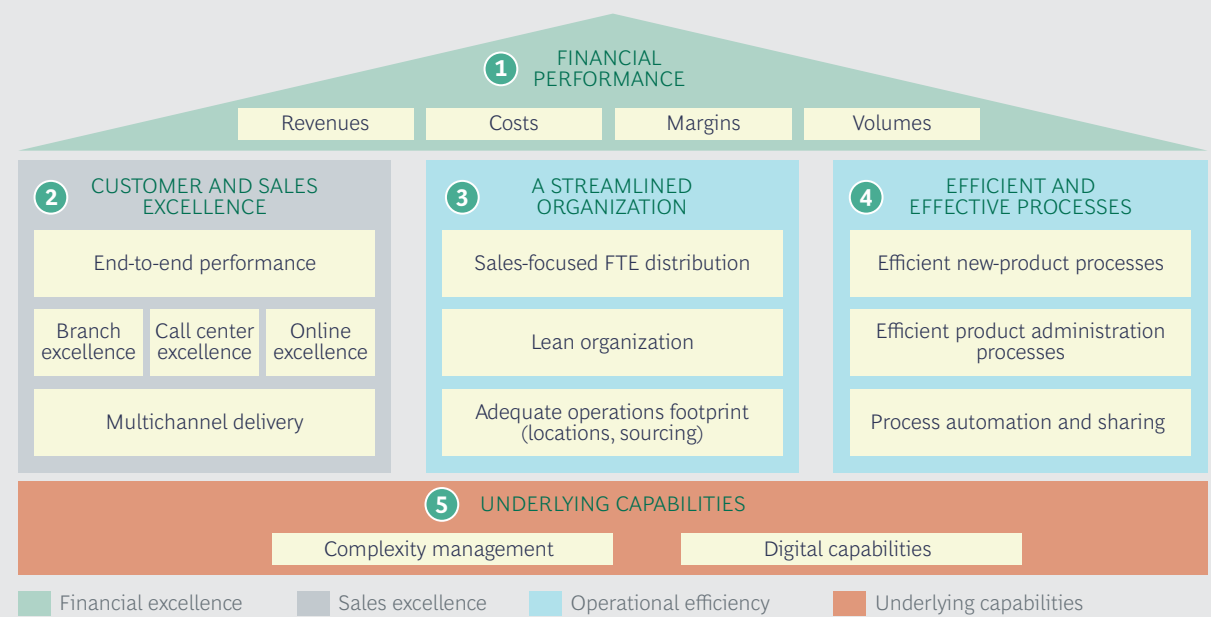 1
FINANCIAL
PERFORMANCE
Revenues
Costs
Margins
Volumes
2
CUSTOMER AND SALES
EXCELLENCE
End-to-end performance
Branch
excellence
Call center
excellence
Online
excellence
Multichannel delivery
3
A STREAMLINED
ORGANIZATION
Sales-focused FTE distribution
Lean organization
Adequate operations footprint
(locations, sourcing)
4
EFFICIENT AND
EFFECTIVE PROCESSES
Efficient new-product processes
Efficient product administration
processes
Process automation and sharing
5
UNDERLYING CAPABILITIES
Complexity management
Digital capabilities
Financial excellence
Sales excellence
Operational efficiency
Underlying capabilities